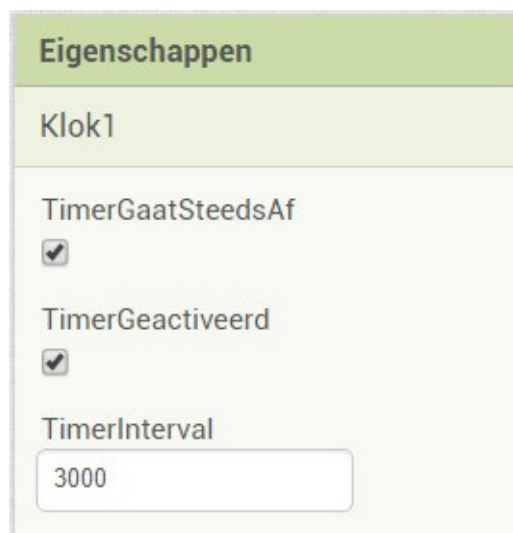 Eigenschappen
Klok1
TimerGaatSteedsAf
TimerGeactiveerd
TimerInterval
3000